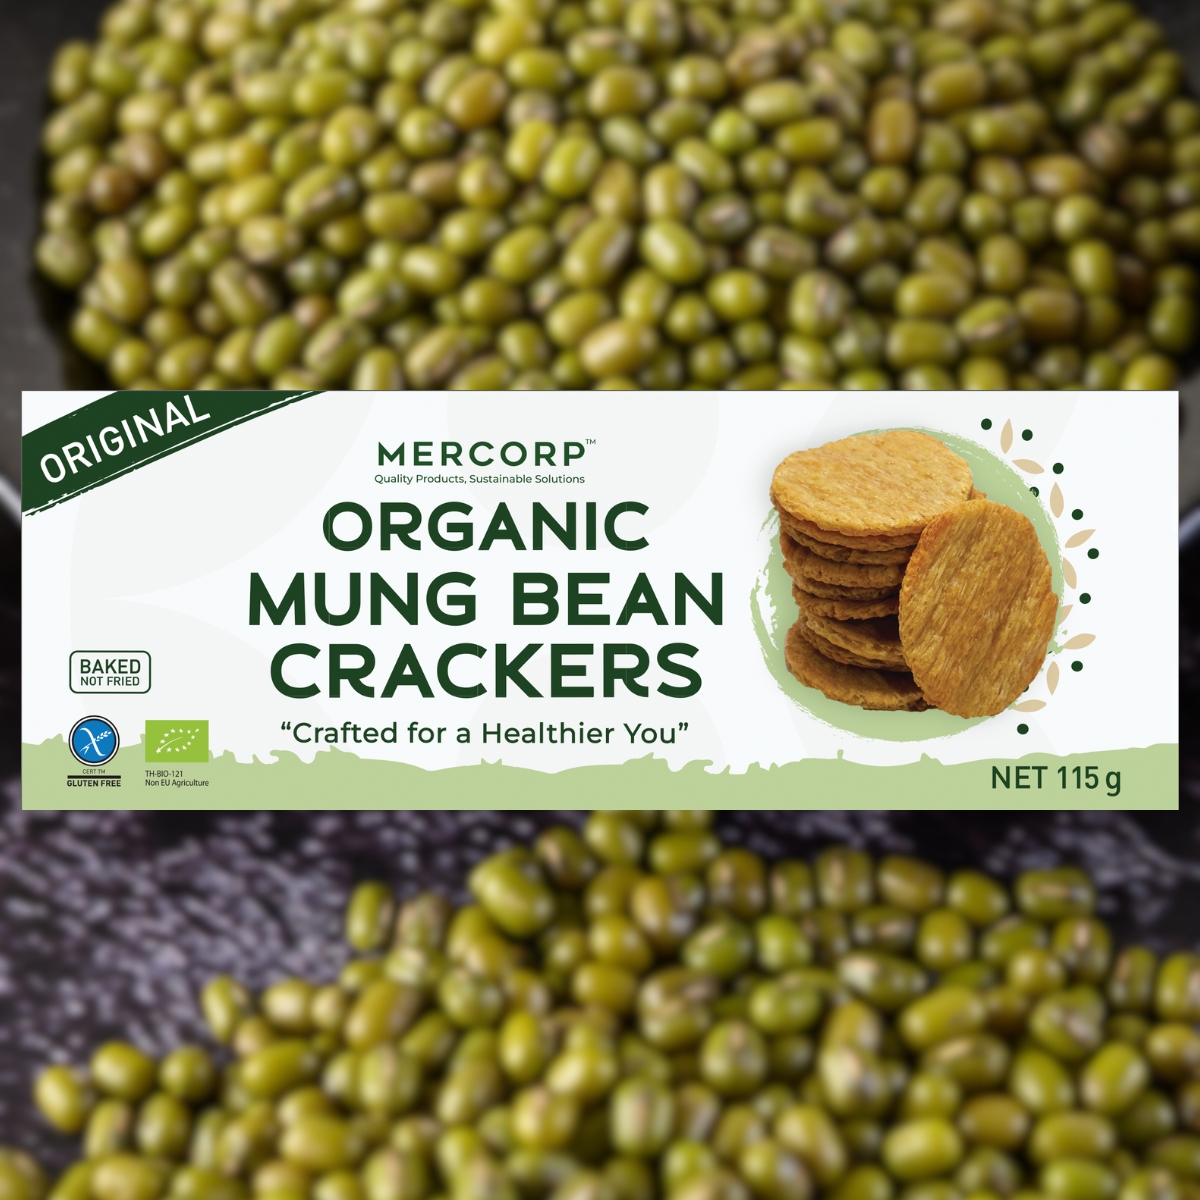 ORIGINAL
MERCORP™
Quality Products, Sustainable Solutions
ORGANIC
MUNG BEAN
CRACKERS
"Crafted for a Healthier You"
BAKED
NOT FRIED
CERT TH
GLUTEN FREE
TH-BIO-121
Non EU Agriculture
NET 115 g